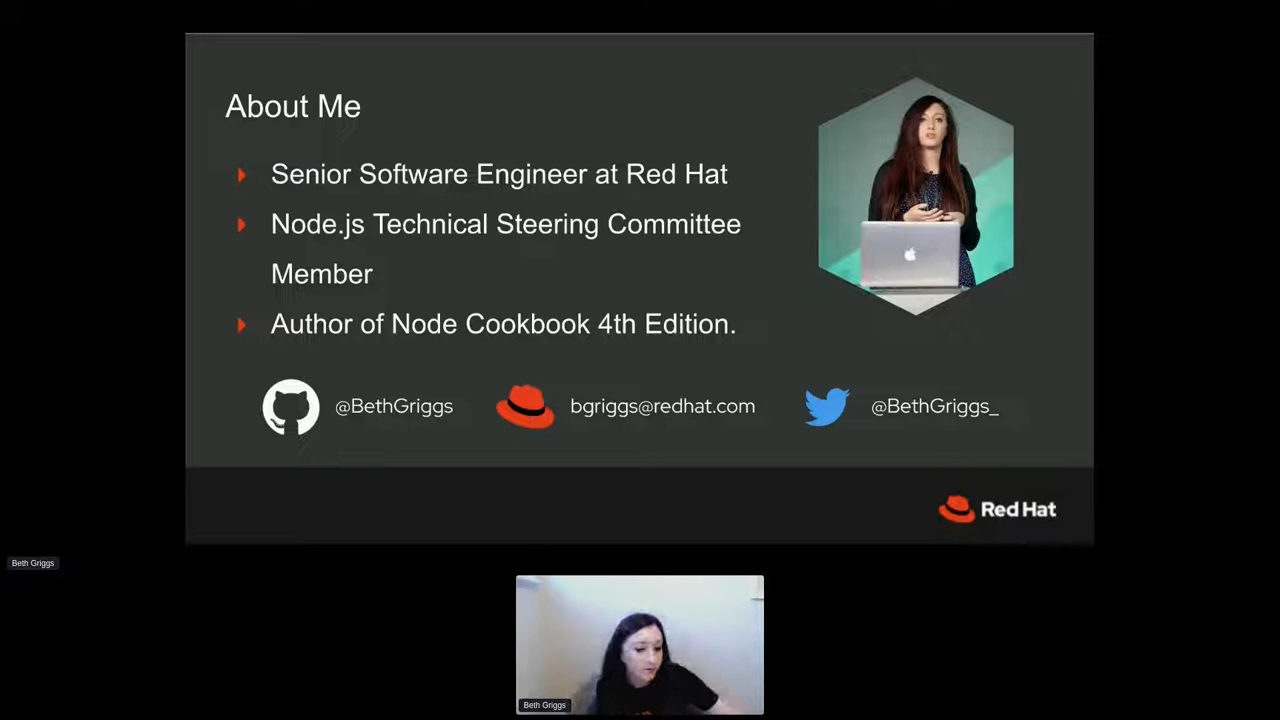 About Me
Senior Software Engineer at Red Hat
Node.js Technical Steering Committee
Member
Author of Node Cookbook 4th Edition.
@BethGriggs
bgriggs@redhat.com
@BethGriggs_
Red Hat
Beth Griggs
Beth Griggs